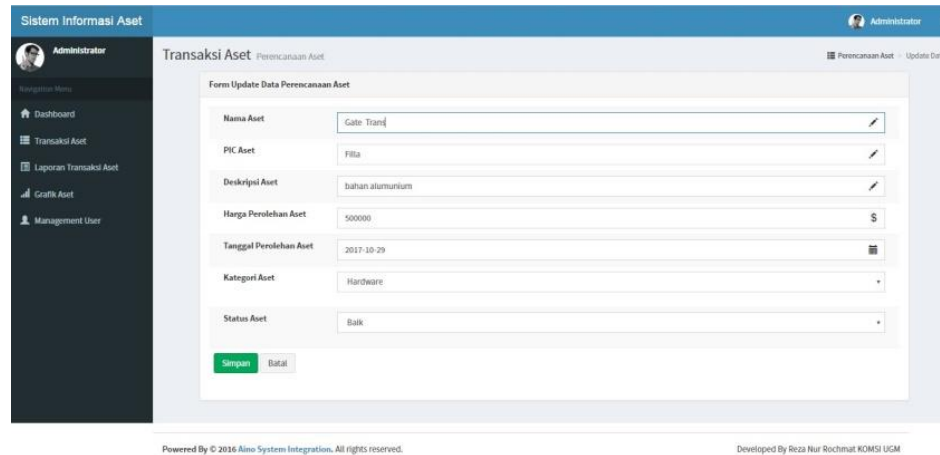 Sistem Informasi Aset
Administrator
Administrator
Navigation Menu
Dashboard
Transaksi Aset
Laporan Transaksi Aset
Grafik Aset
Management User
Transaksi Aset Perencanaan Aset
Perencanaan Aset > Update Dat
Form Update Data Perencanaan Aset
Nama Aset
Gate Trans
PIC Aset
Filla
Deskripsi Aset
bahan alumunium
Harga Perolehan Aset
500000
$
Tanggal Perolehan Aset
2017-10-29
Kategori Aset
Hardware
Status Aset
Baik
Simpan Batal
Powered By © 2016 Aino System Integration. All rights reserved.
Developed By Reza Nur Rochmat KOMSI UGM